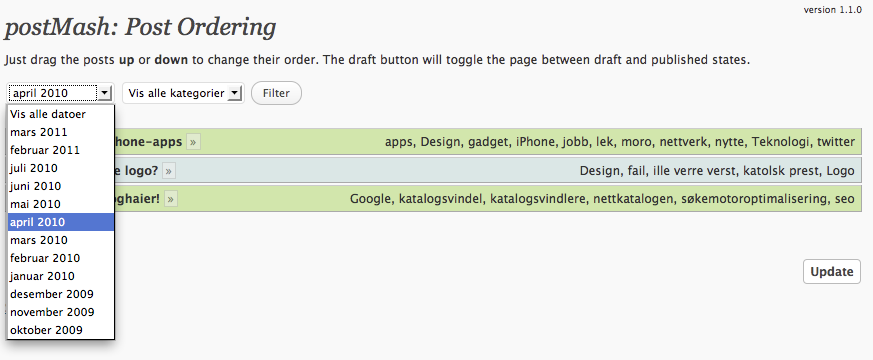 version 1.1.0
postMash: Post Ordering
Just drag the posts up or down to change their order. The draft button will toggle the page between draft and published states.
april 2010 Vis alle kategorier Filter
Vis alle datoer
mars 2011
februar 2011
juli 2010
juni 2010
mai 2010
april 2010
mars 2010
februar 2010
januar 2010
desember 2009
november 2009
oktober 2009
hone-apps » apps, Design, gadget, iPhone, jobb, lek, moro, nettverk, nytte, Teknologi, twitter
e logo? » Design, fail, ille verre verst, katolsk prest, Logo
ghaier! » Google, katalogsvindel, katalogsvindlere, nettkatalogen, søkemotoroptimalisering, seo
Update